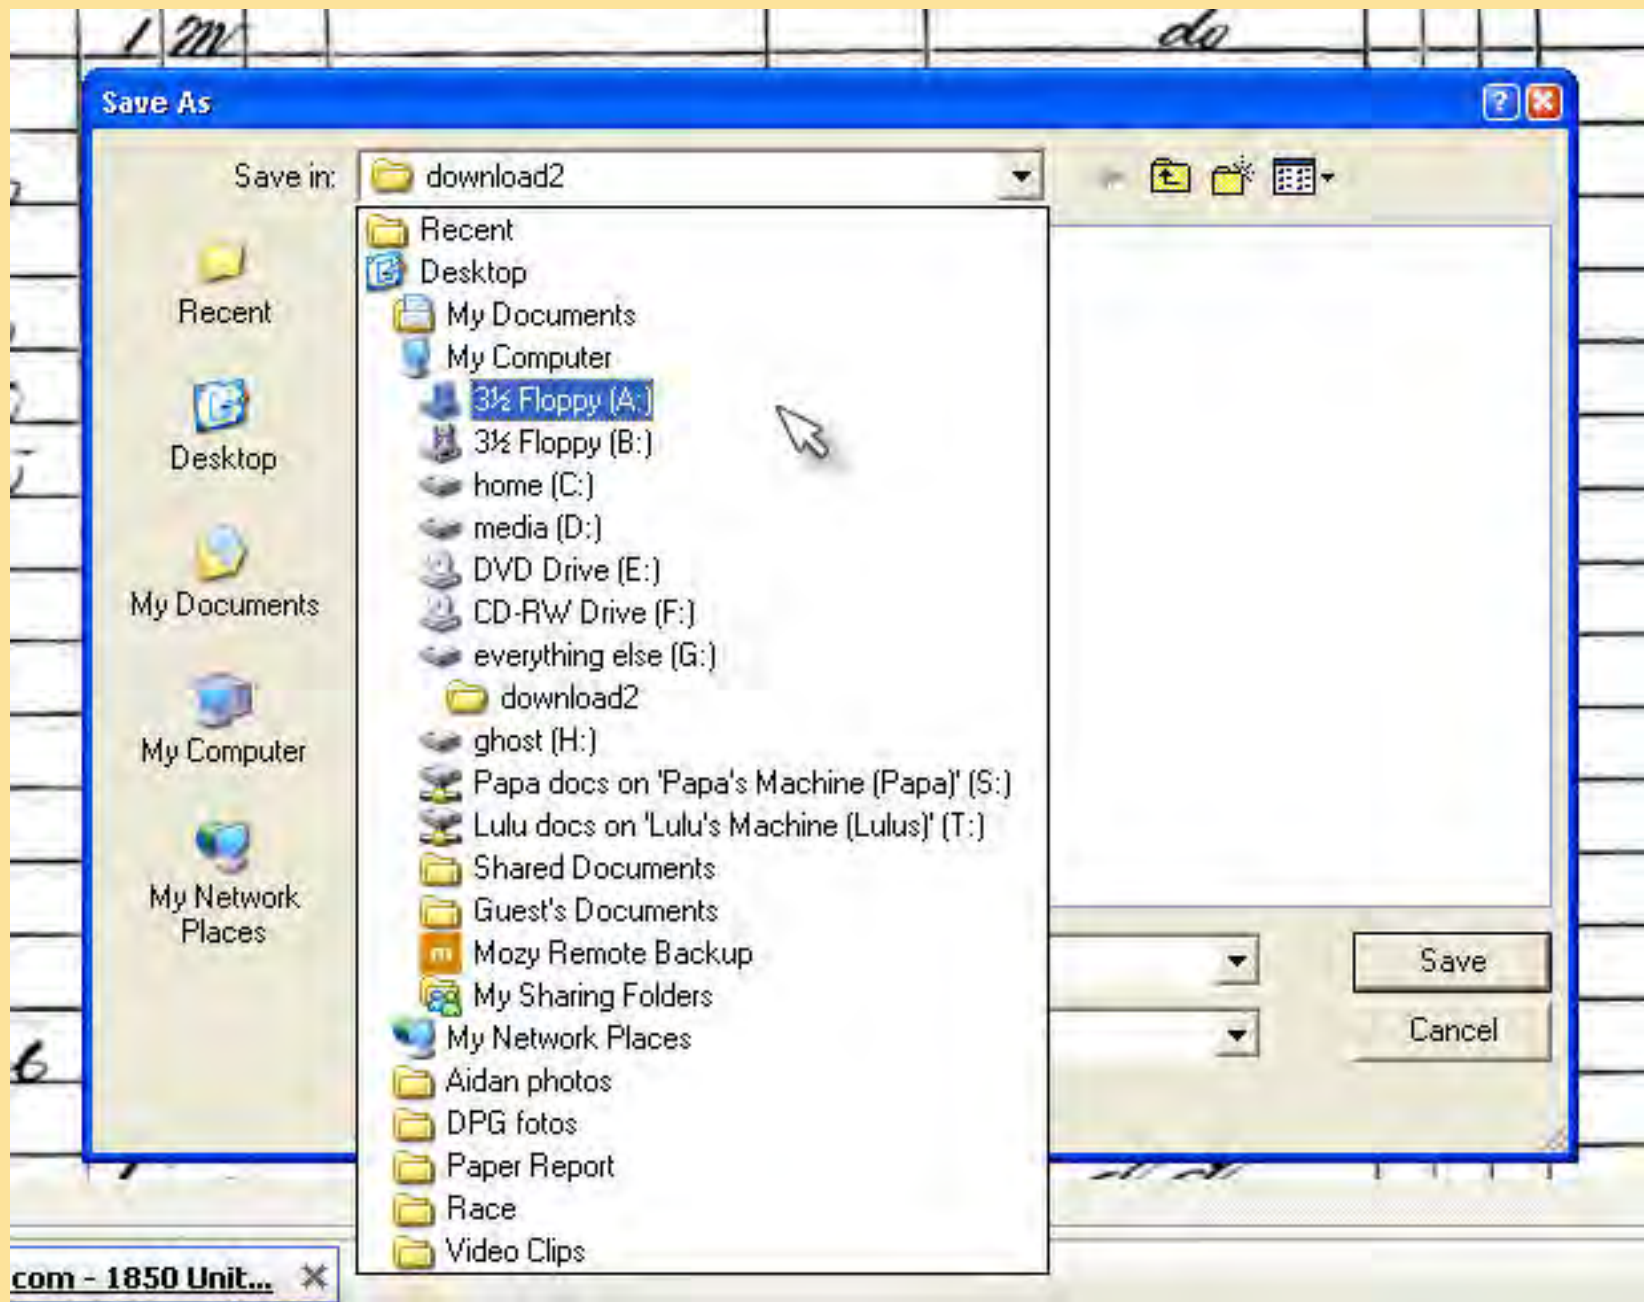 1 m do
Save As
Save in: download2
Recent
Desktop
My Documents
My Computer
3½ Floppy (A:)
3½ Floppy (B:)
home (C:)
media (D:)
DVD Drive (E:)
CD-RW Drive (F:)
everything else (G:)
download2
ghost (H:)
Papa docs on 'Papa's Machine (Papa)' (S:)
Lulu docs on 'Lulu's Machine (Lulus)' (T:)
Shared Documents
Guest's Documents
Mozy Remote Backup
My Sharing Folders
My Network Places
Aidan photos
DPG fotos
Paper Report
Race
Video Clips
Recent
Desktop
My Documents
My Computer
My Network
Places
Save
Cancel
6
com - 1850 Unit...